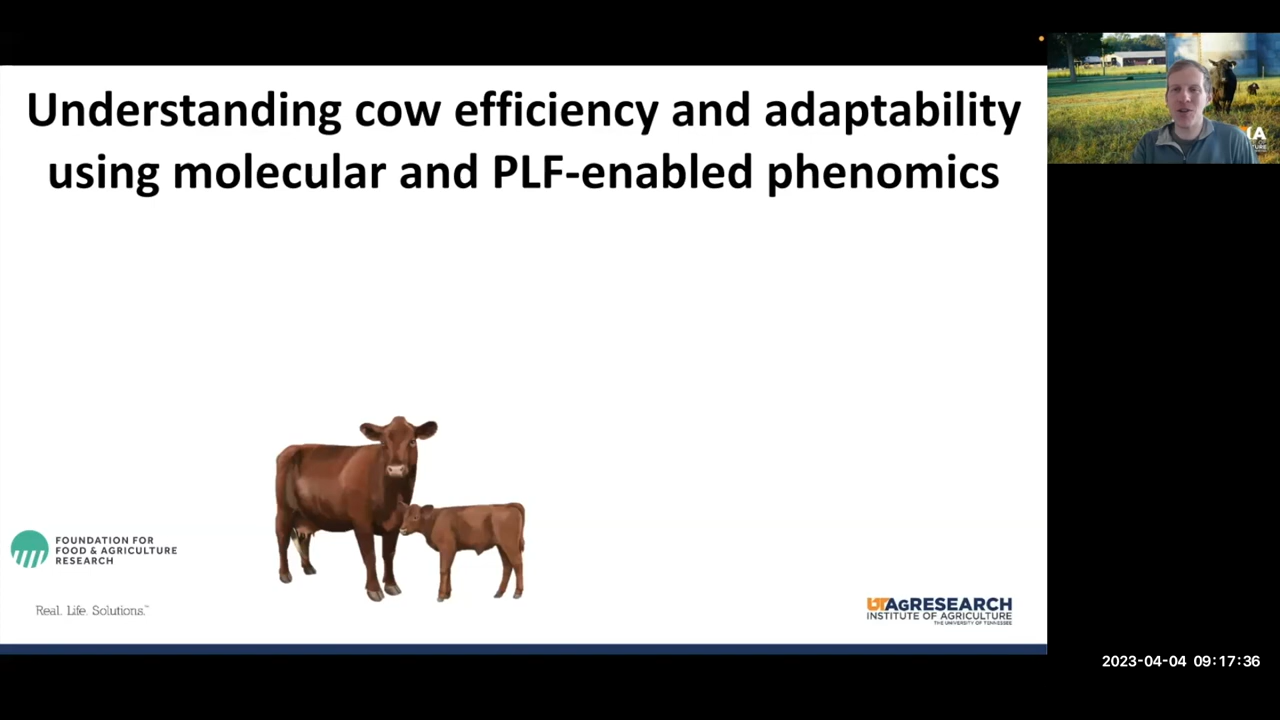 Understanding cow efficiency and adaptability
using molecular and PLF-enabled phenomics
FOUNDATION FOR
FOOD & AGRICULTURE
RESEARCH
Real. Life. Solutions.™
UTAGRESEARCH
INSTITUTE OF AGRICULTURE
THE UNIVERSITY OF TENNESSEE
2023-04-04 09:17:36